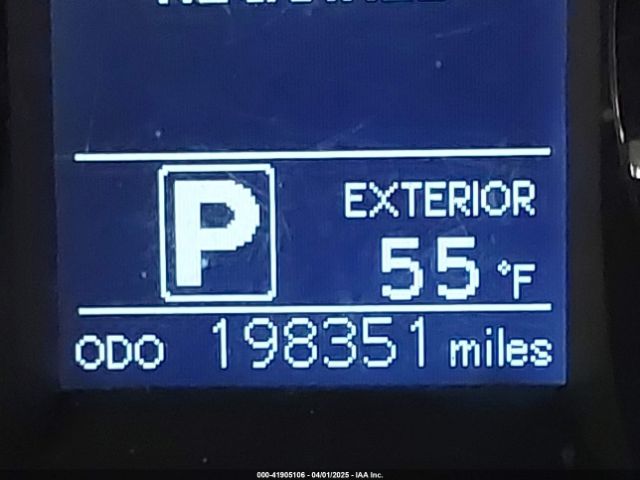 P
EXTERIOR
55 °F
ODO 198351 miles
000-41905106 - 04/01/2025 - IAA Inc.